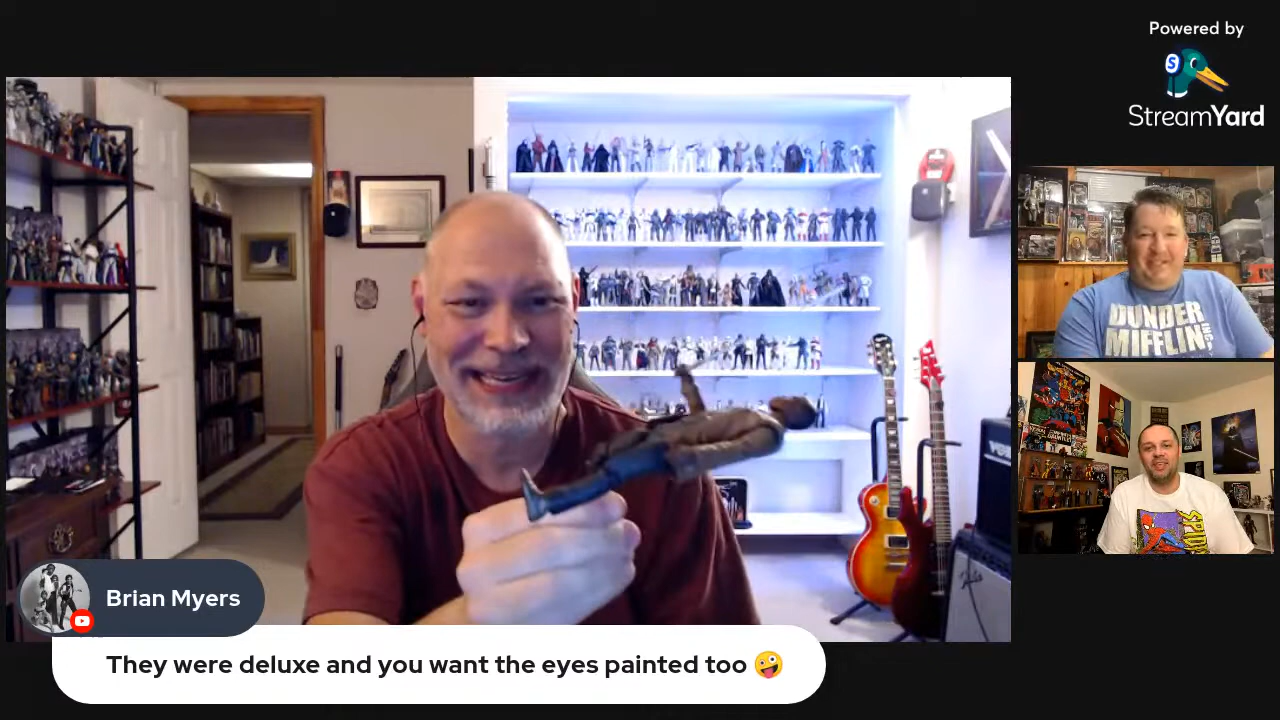 Powered by
StreamYard
DUNDER
MIFFLIN
Brian Myers
They were deluxe and you want the eyes painted too 🤪